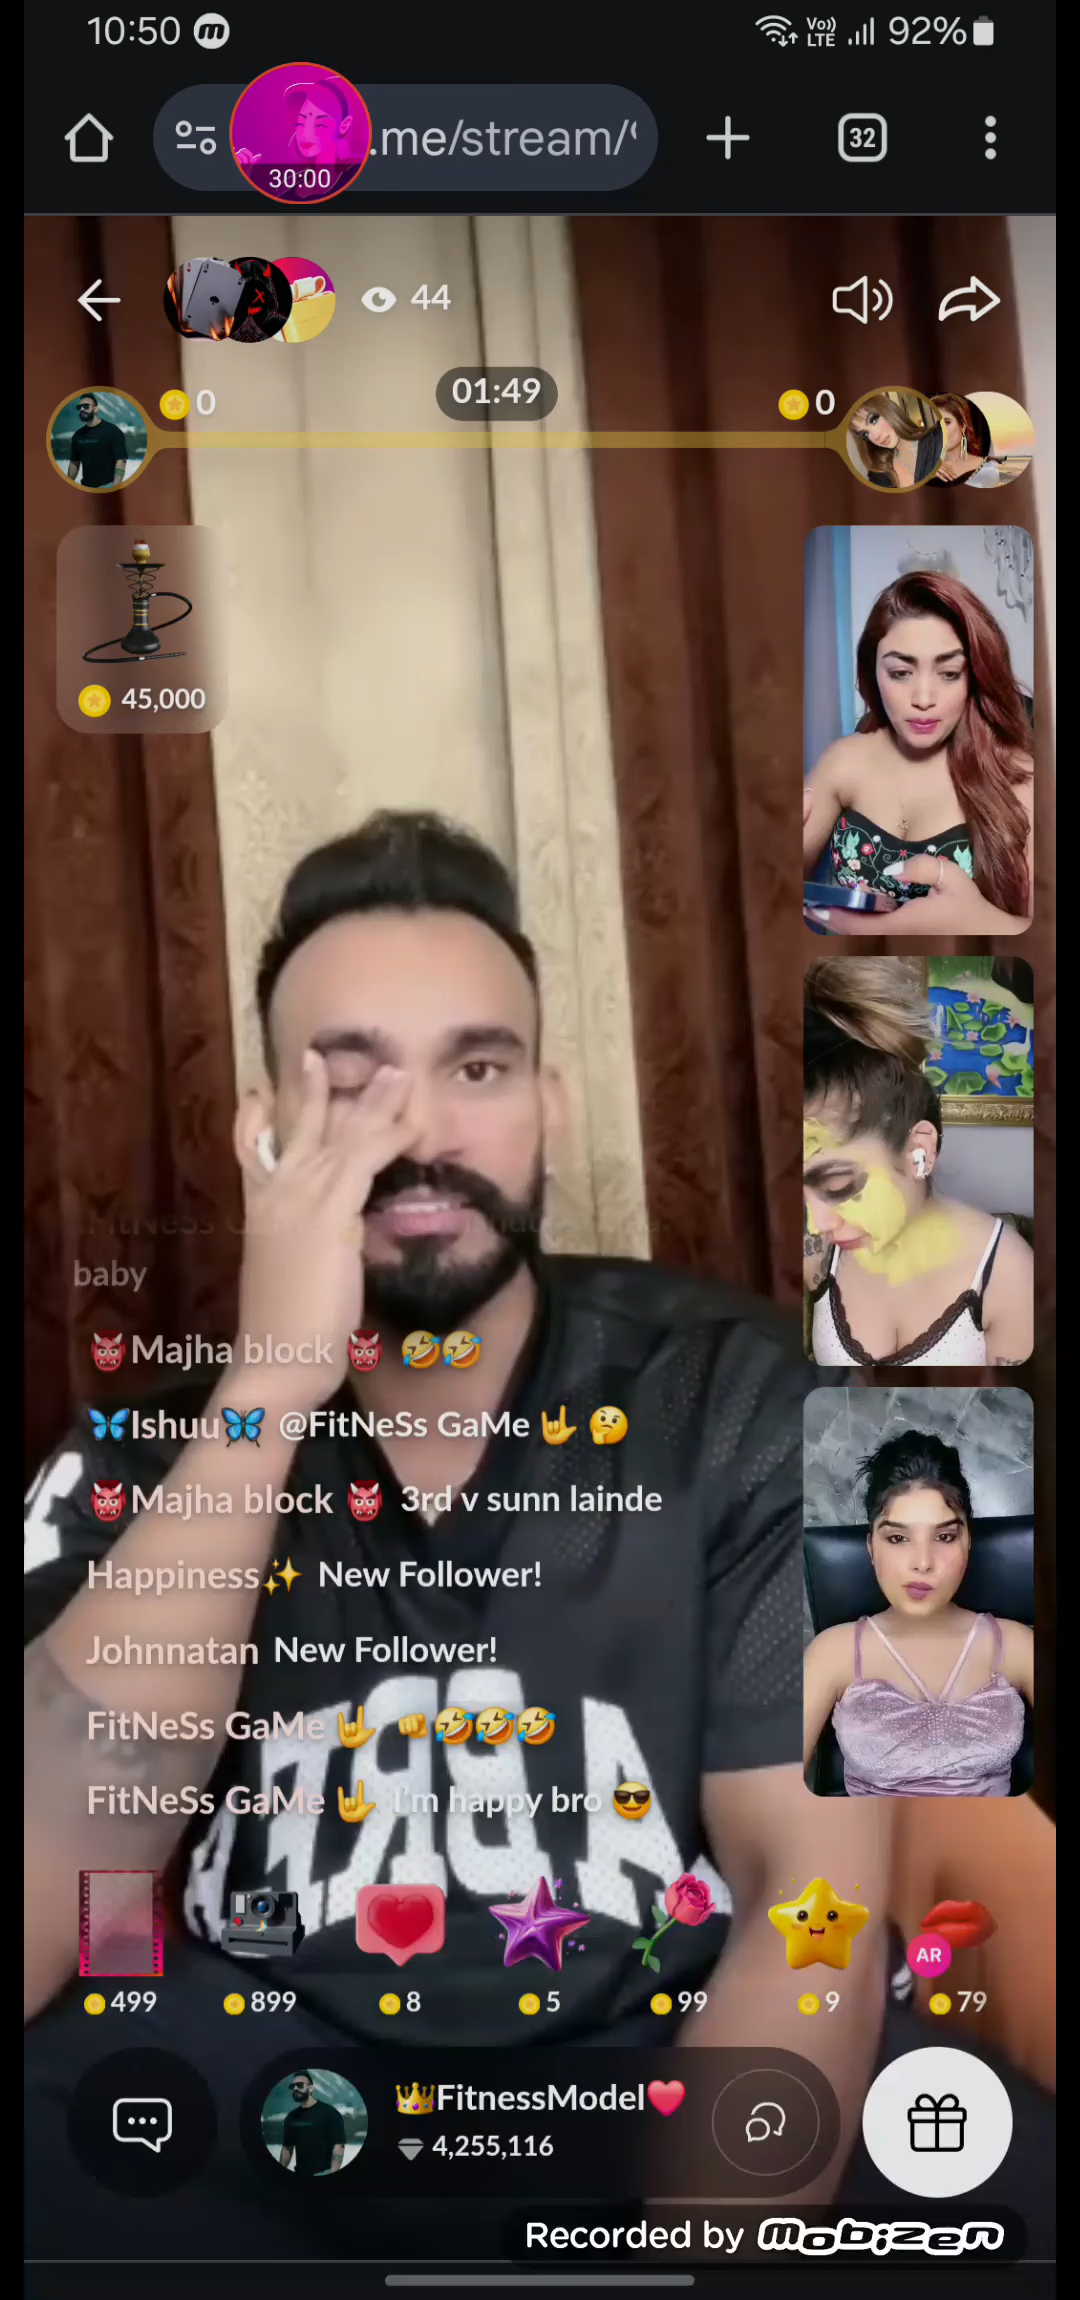 10:50
Vo))
LTE
92%
30:00
.me/stream/
32
44
0
01:49
0
45,000
baby
👹Majha block 👹 🤣🤣
🦋Ishuu🦋 @FitNeSs GaMe 🤟 🤔
👹Majha block 👹 3rd v sunn lainde
Happiness✨ New Follower!
Johnnatan New Follower!
FitNeSs GaMe 🤟 👊🤣🤣🤣
FitNeSs GaMe 🤟 I'm happy bro 😎
AR
499
899
8
5
99
9
79
👑FitnessModel❤️
4,255,116
Recorded by mobizen